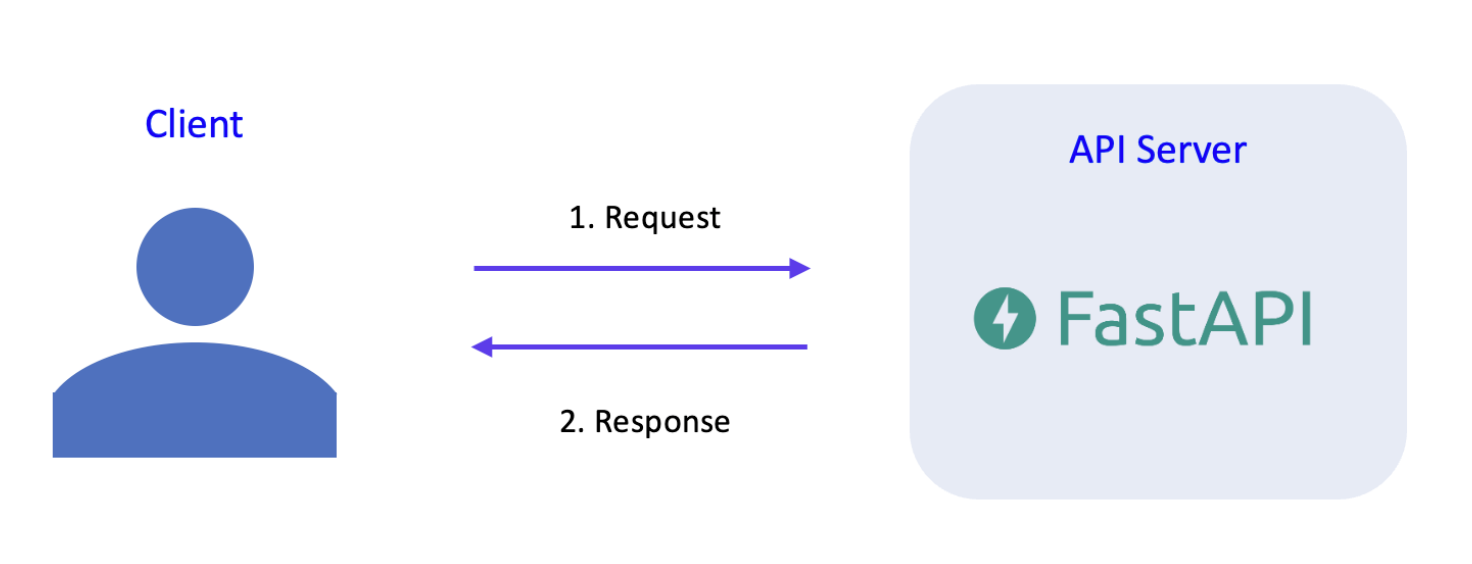 Client
API Server
1. Request
FastAPI
2. Response